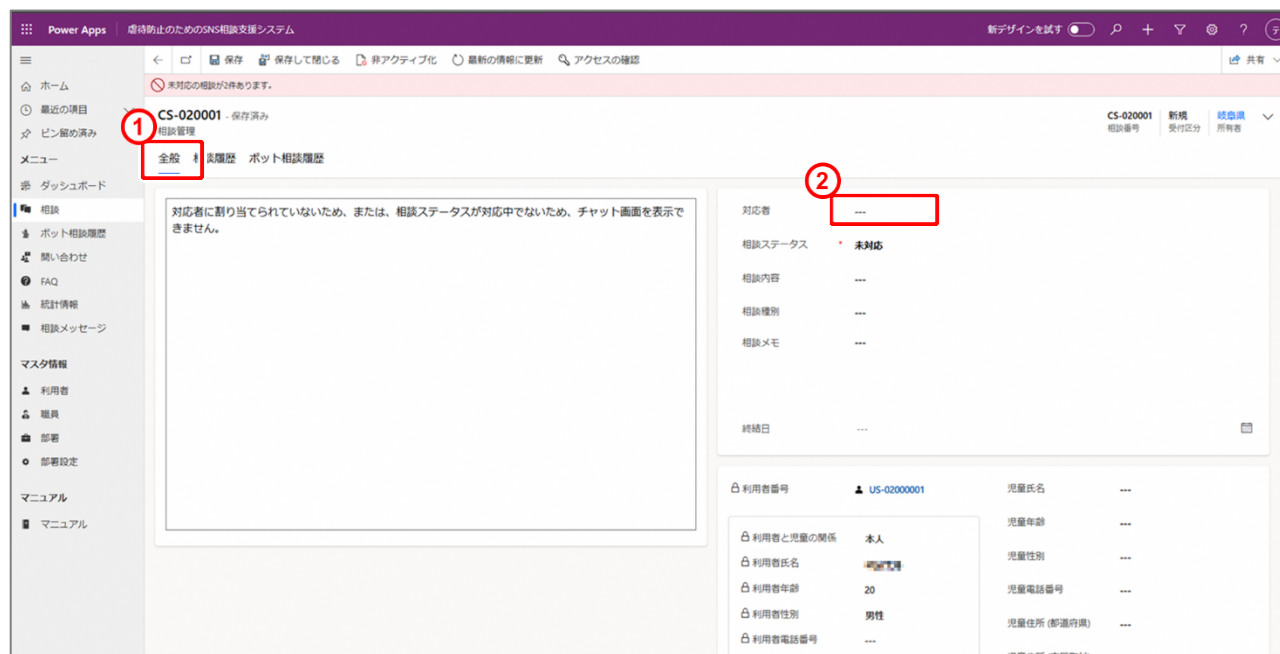 Power Apps 虐待防止のためのSNS相談支援システム 新デザインを試す
保存 保存して閉じる 非アクティブ化 最新の情報に更新 アクセスの確認 共有
未対応の相談が2件あります。
ホーム
最近の項目
ピン留め済み
メニュー
ダッシュボード
相談
ボット相談履歴
問い合わせ
FAQ
統計情報
相談メッセージ
マスタ情報
利用者
職員
部署
部署設定
マニュアル
マニュアル
CS-020001 - 保存済み
相談管理
CS-020001 新規 岐阜県
相談番号 受付区分 所有者
1
全般 談履歴 ボット相談履歴
対応者に割り当てられていないため、または、相談ステータスが対応中でないため、チャット画面を表示で
きません。
2
対応者 ---
相談ステータス * 未対応
相談内容 ---
相談種別 ---
相談メモ ---
終結日 ---
利用者番号 US-02000001
利用者と児童の関係 本人
利用者氏名
利用者年齢 20
利用者性別 男性
利用者電話番号 ---
児童氏名 ---
児童年齢 ---
児童性別 ---
児童電話番号 ---
児童住所 (都道府県) ---